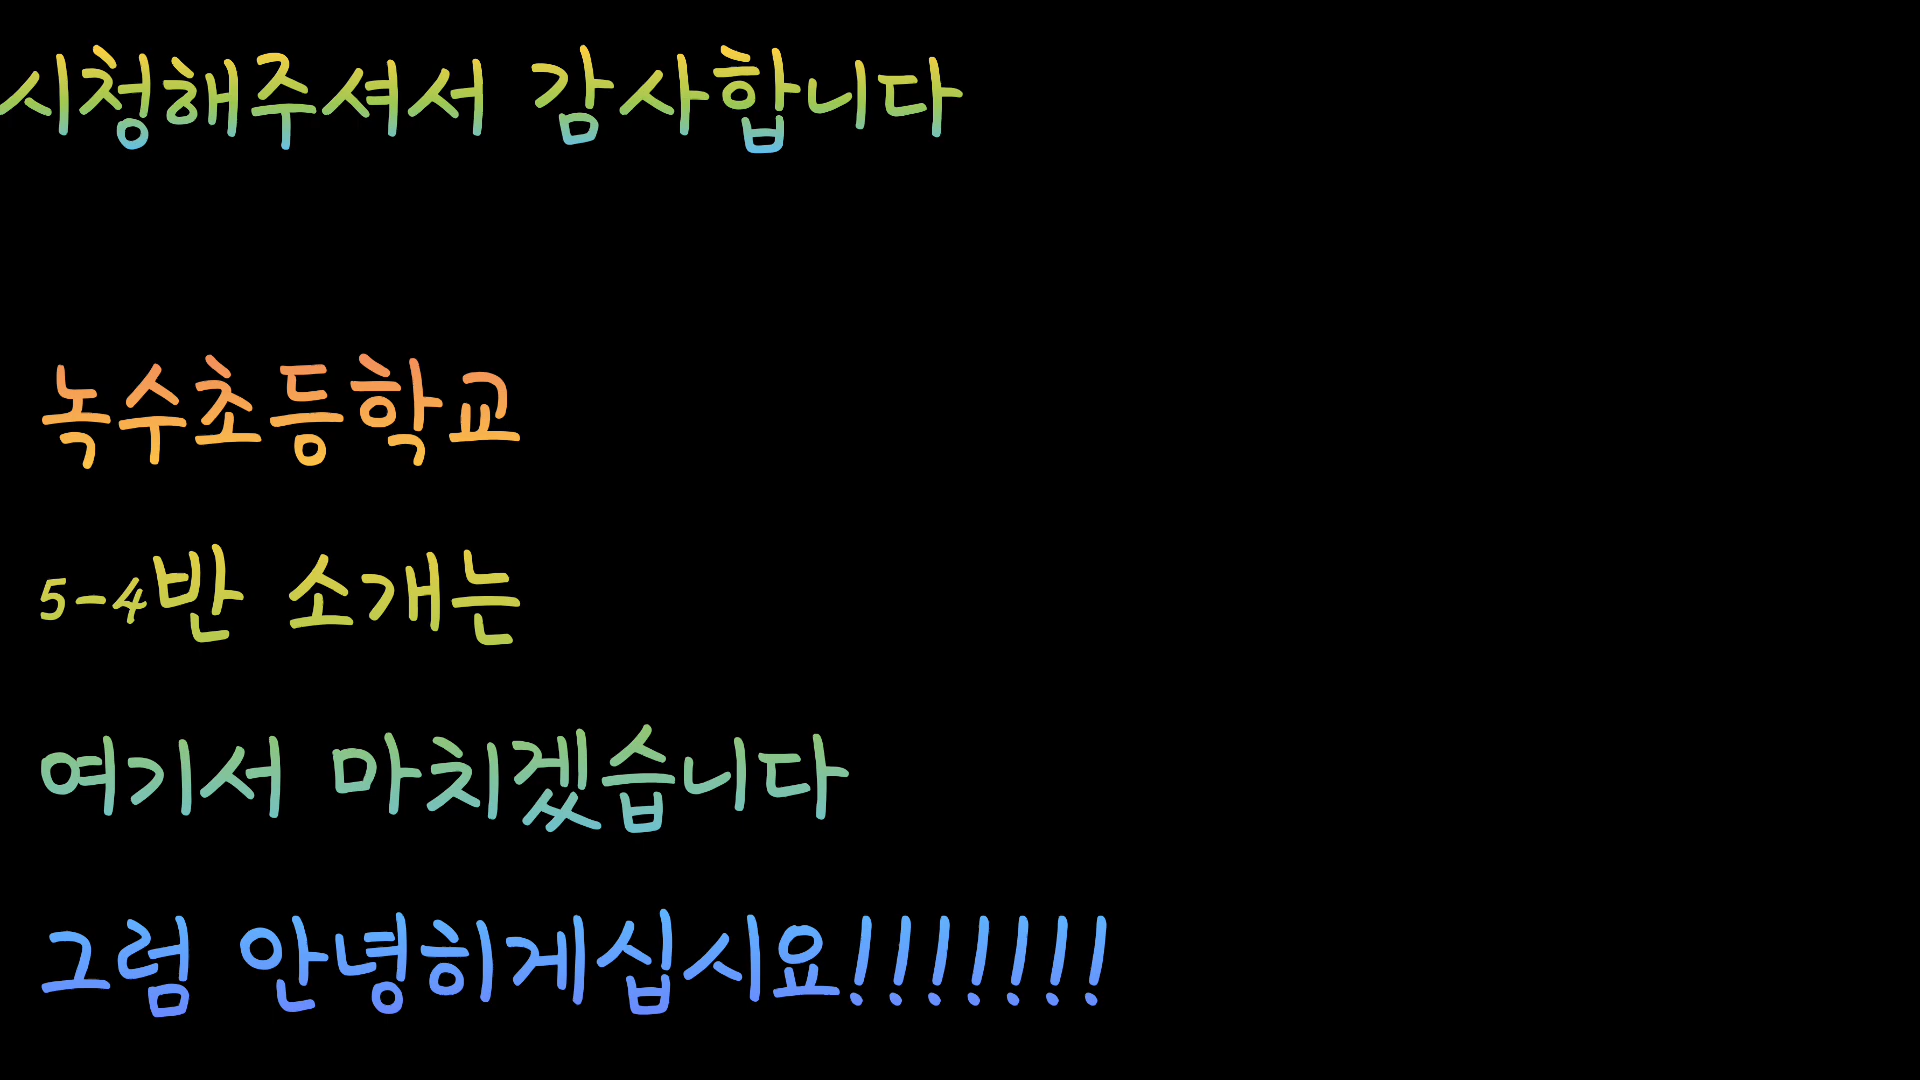 시청해주셔서 감사합니다
녹수초등학교
5-4반 소개는
여기서 마치겠습니다
그럼 안녕히게십시요!!!!!!!